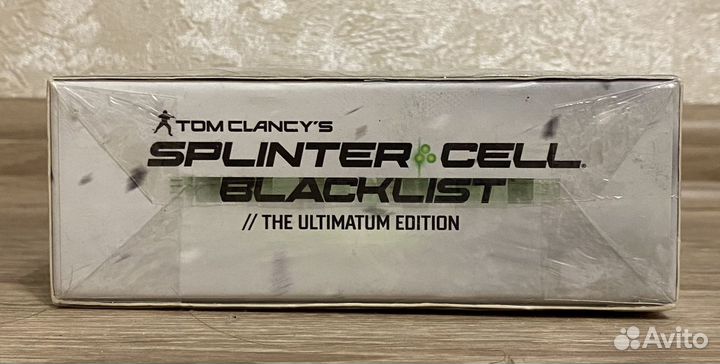 TOM CLANCY'S
SPLINTER CELL®
BLACKLIST
// THE ULTIMATUM EDITION
Avito